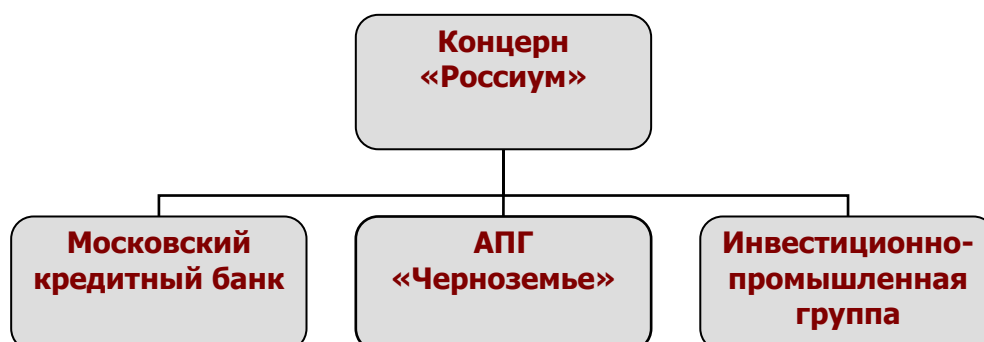 Концерн
«Россиум»
Московский
кредитный банк
АПГ
«Черноземье»
Инвестиционно-
промышленная
группа